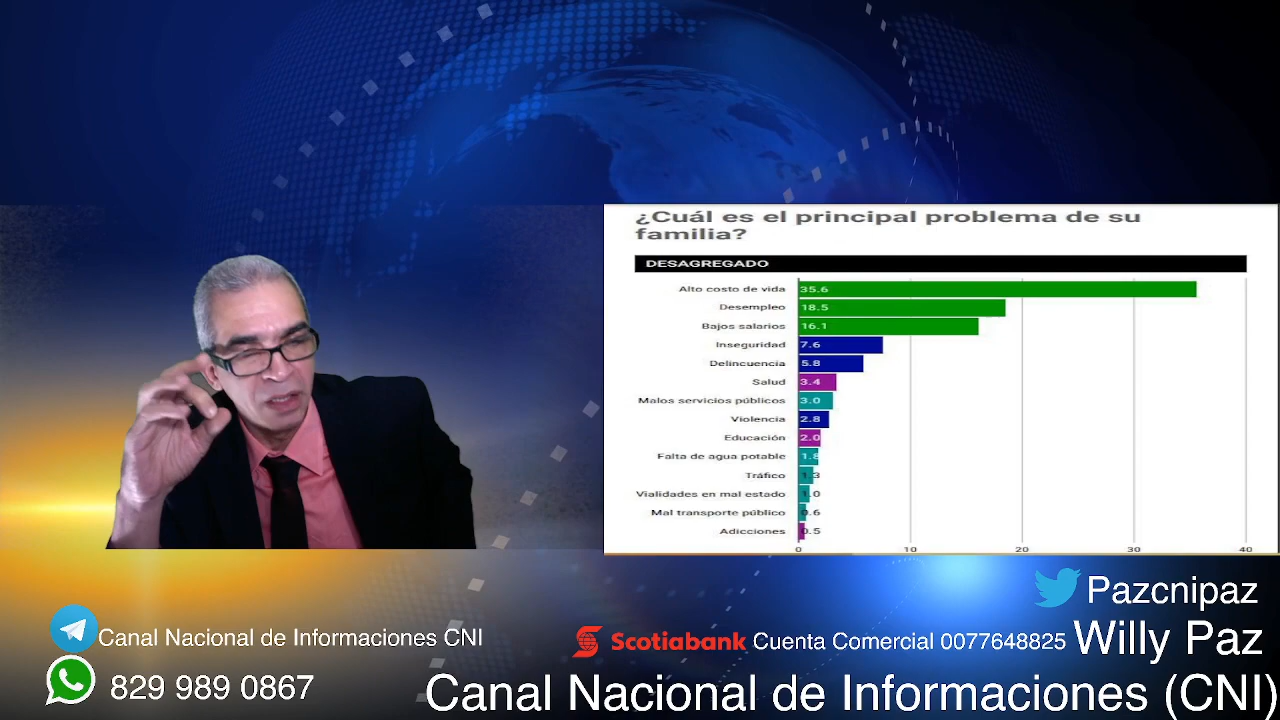 ¿Cuál es el principal problema de su
familia?
DESAGREGADO
Alto costo de vida 35.6
Desempleo 18.5
Bajos salarios 16.1
Inseguridad 7.6
Delincuencia 5.8
Salud 3.4
Malos servicios públicos 3.0
Violencia 2.8
Educación 2.0
Falta de agua potable 1.8
Tráfico 1.3
Vialidades en mal estado 1.0
Mal transporte público 0.6
Adicciones 0.5
0 10 20 30 40
Pazcnipaz
Canal Nacional de Informaciones CNI
Scotiabank Cuenta Comercial 0077648825 Willy Paz
829 989 0867
Canal Nacional de Informaciones (CNI)